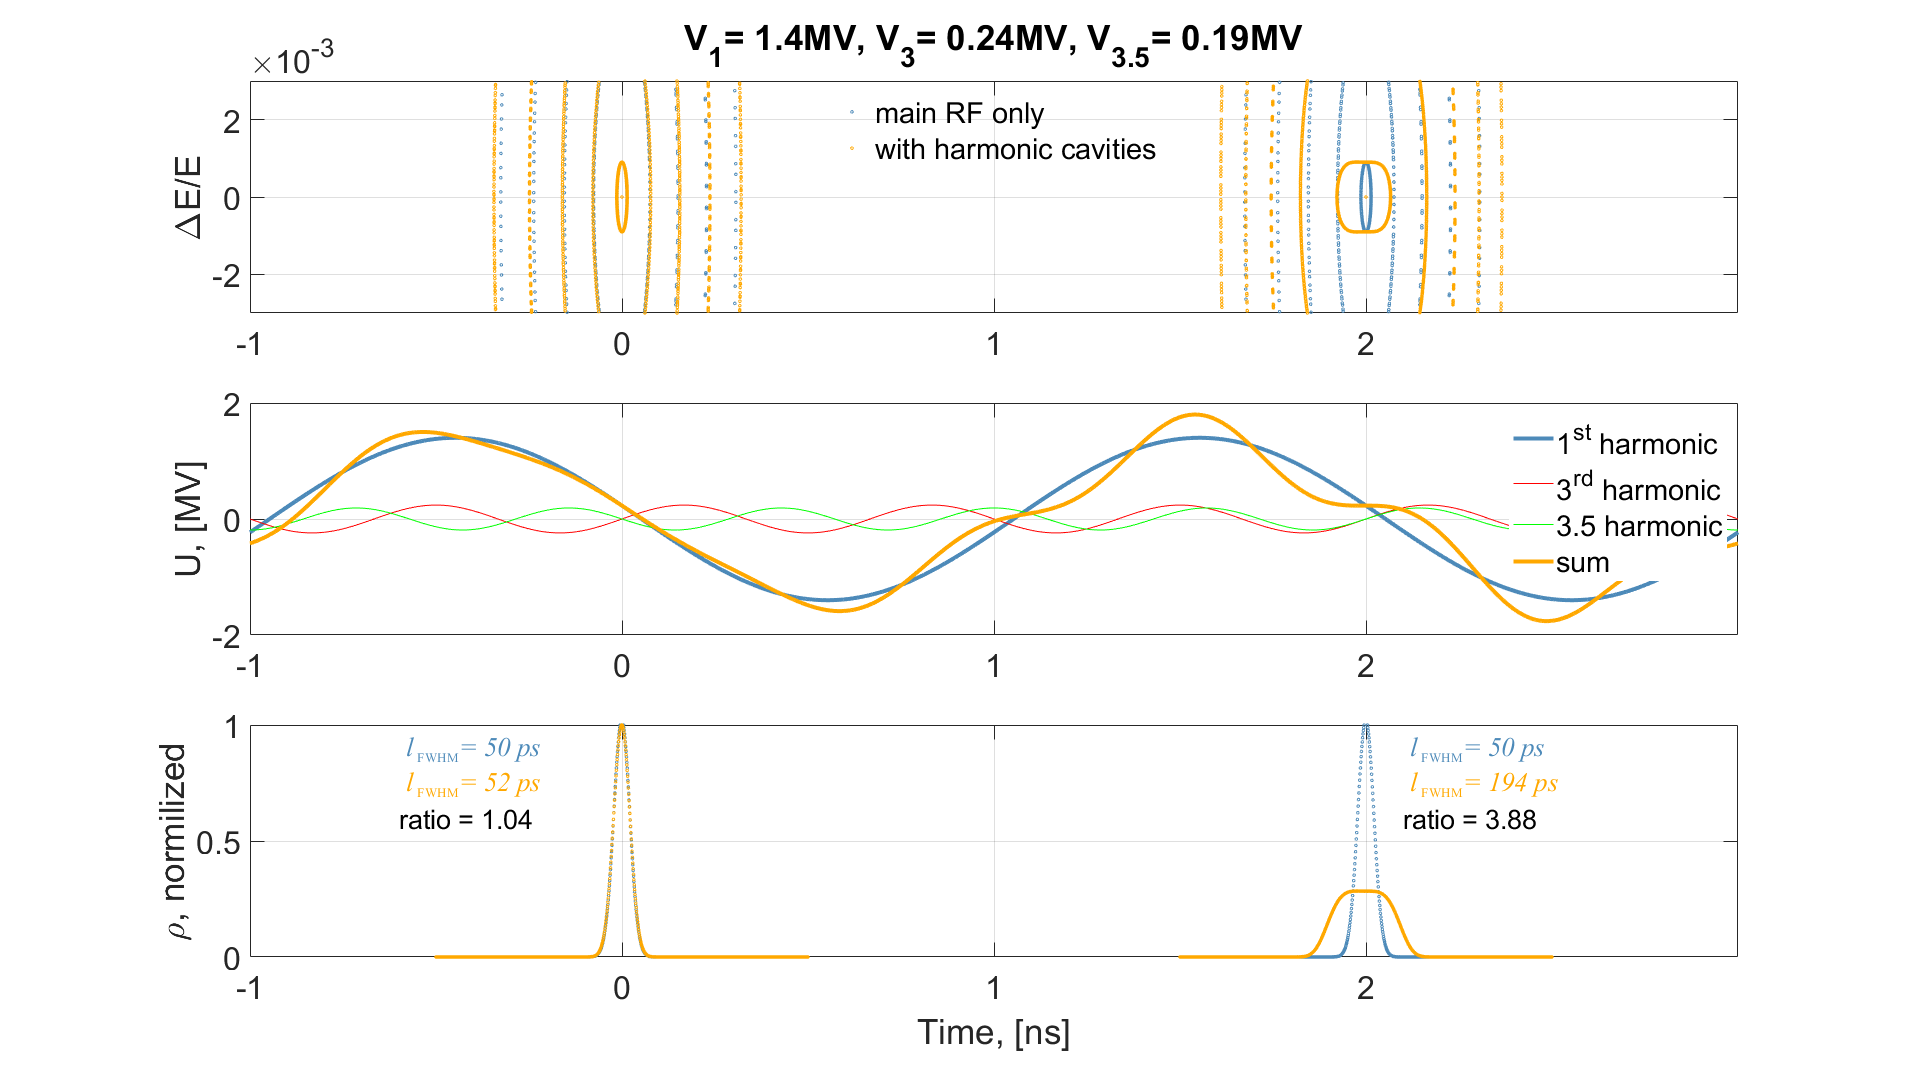 V1= 1.4MV, V3= 0.24MV, V3.5= 0.19MV
×10-3
main RF only
with harmonic cavities
ΔE/E
2
0
-2
-1 0 1 2
U, [MV]
2
0
-2
1st harmonic
3rd harmonic
3.5 harmonic
sum
-1 0 1 2
ρ, normilized
1
0.5
0
lFWHM= 50 ps
lFWHM= 52 ps
ratio = 1.04
lFWHM= 50 ps
lFWHM= 194 ps
ratio = 3.88
-1 0 1 2
Time, [ns]